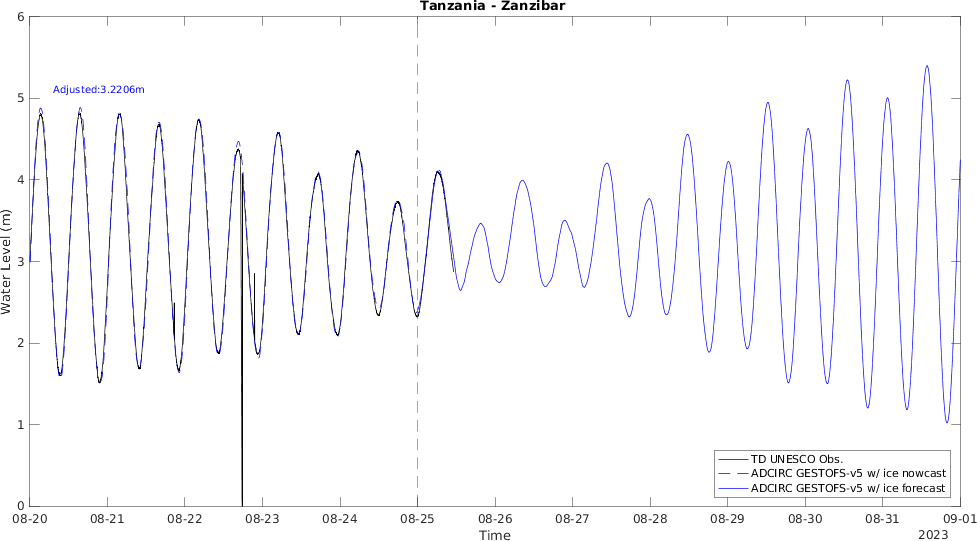 Tanzania - Zanzibar
Water Level (m)
6
5
4
3
2
1
0
Adjusted:3.2206m
TD UNESCO Obs.
ADCIRC GESTOFS-v5 w/ ice nowcast
ADCIRC GESTOFS-v5 w/ ice forecast
08-20 08-21 08-22 08-23 08-24 08-25 08-26 08-27 08-28 08-29 08-30 08-31 09-01
Time
2023